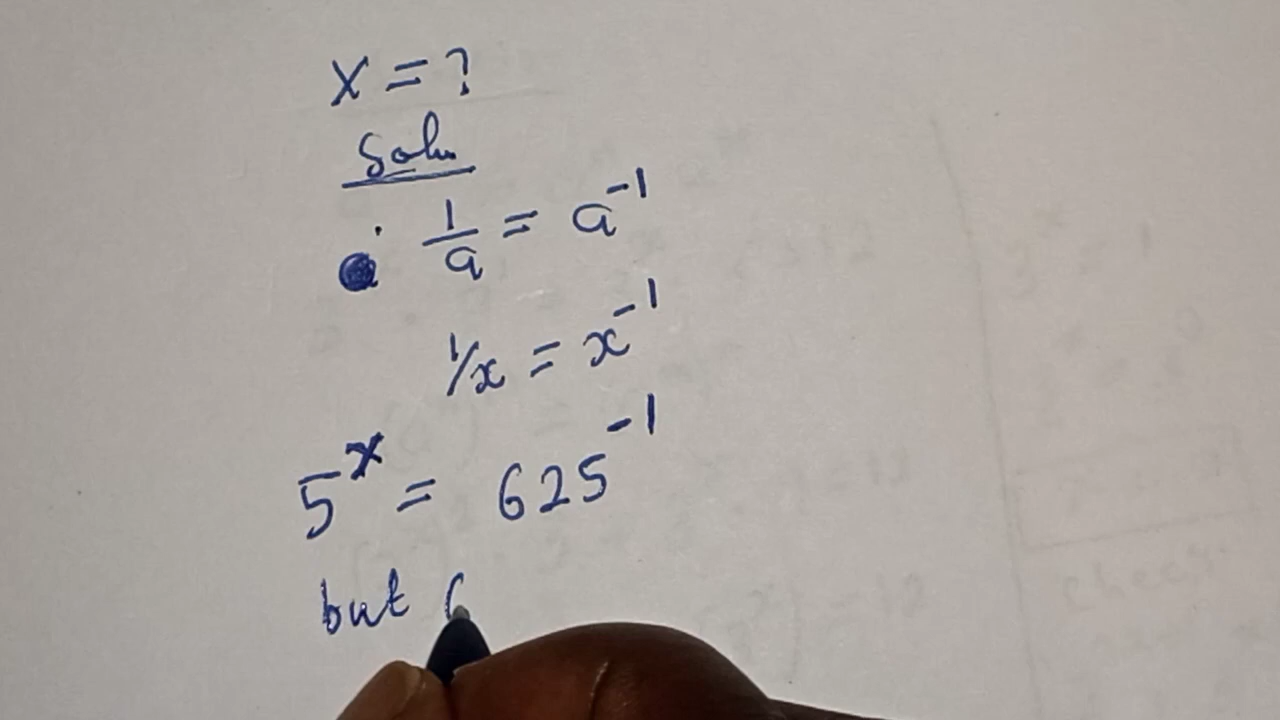 x = ?
Soln
1/a = a^-1
1/x = x^-1
5^x = 625^-1
but